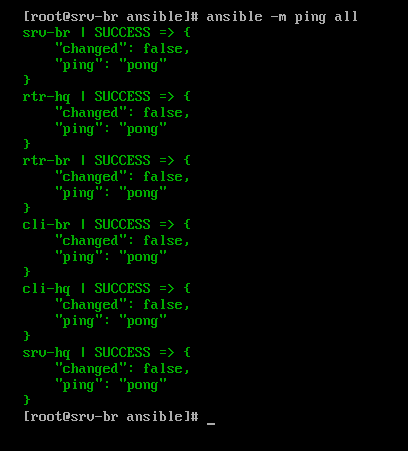 [root@srv-br ansible]# ansible -m ping all
srv-br | SUCCESS => {
    "changed": false,
    "ping": "pong"
}
rtr-hq | SUCCESS => {
    "changed": false,
    "ping": "pong"
}
rtr-br | SUCCESS => {
    "changed": false,
    "ping": "pong"
}
cli-br | SUCCESS => {
    "changed": false,
    "ping": "pong"
}
cli-hq | SUCCESS => {
    "changed": false,
    "ping": "pong"
}
srv-hq | SUCCESS => {
    "changed": false,
    "ping": "pong"
}
[root@srv-br ansible]# _